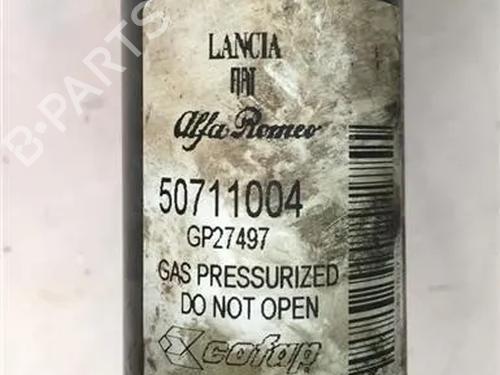 B-PARTS
LANCIA
FIAT
Alfa Romeo
50711004
GP27497
GAS PRESSURIZED
DO NOT OPEN
cofap